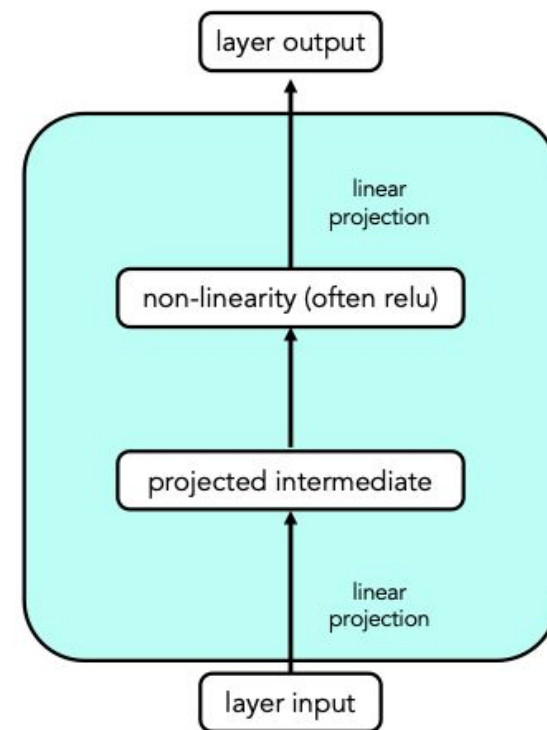 layer output
linear
projection
non-linearity (often relu)
projected intermediate
linear
projection
layer input